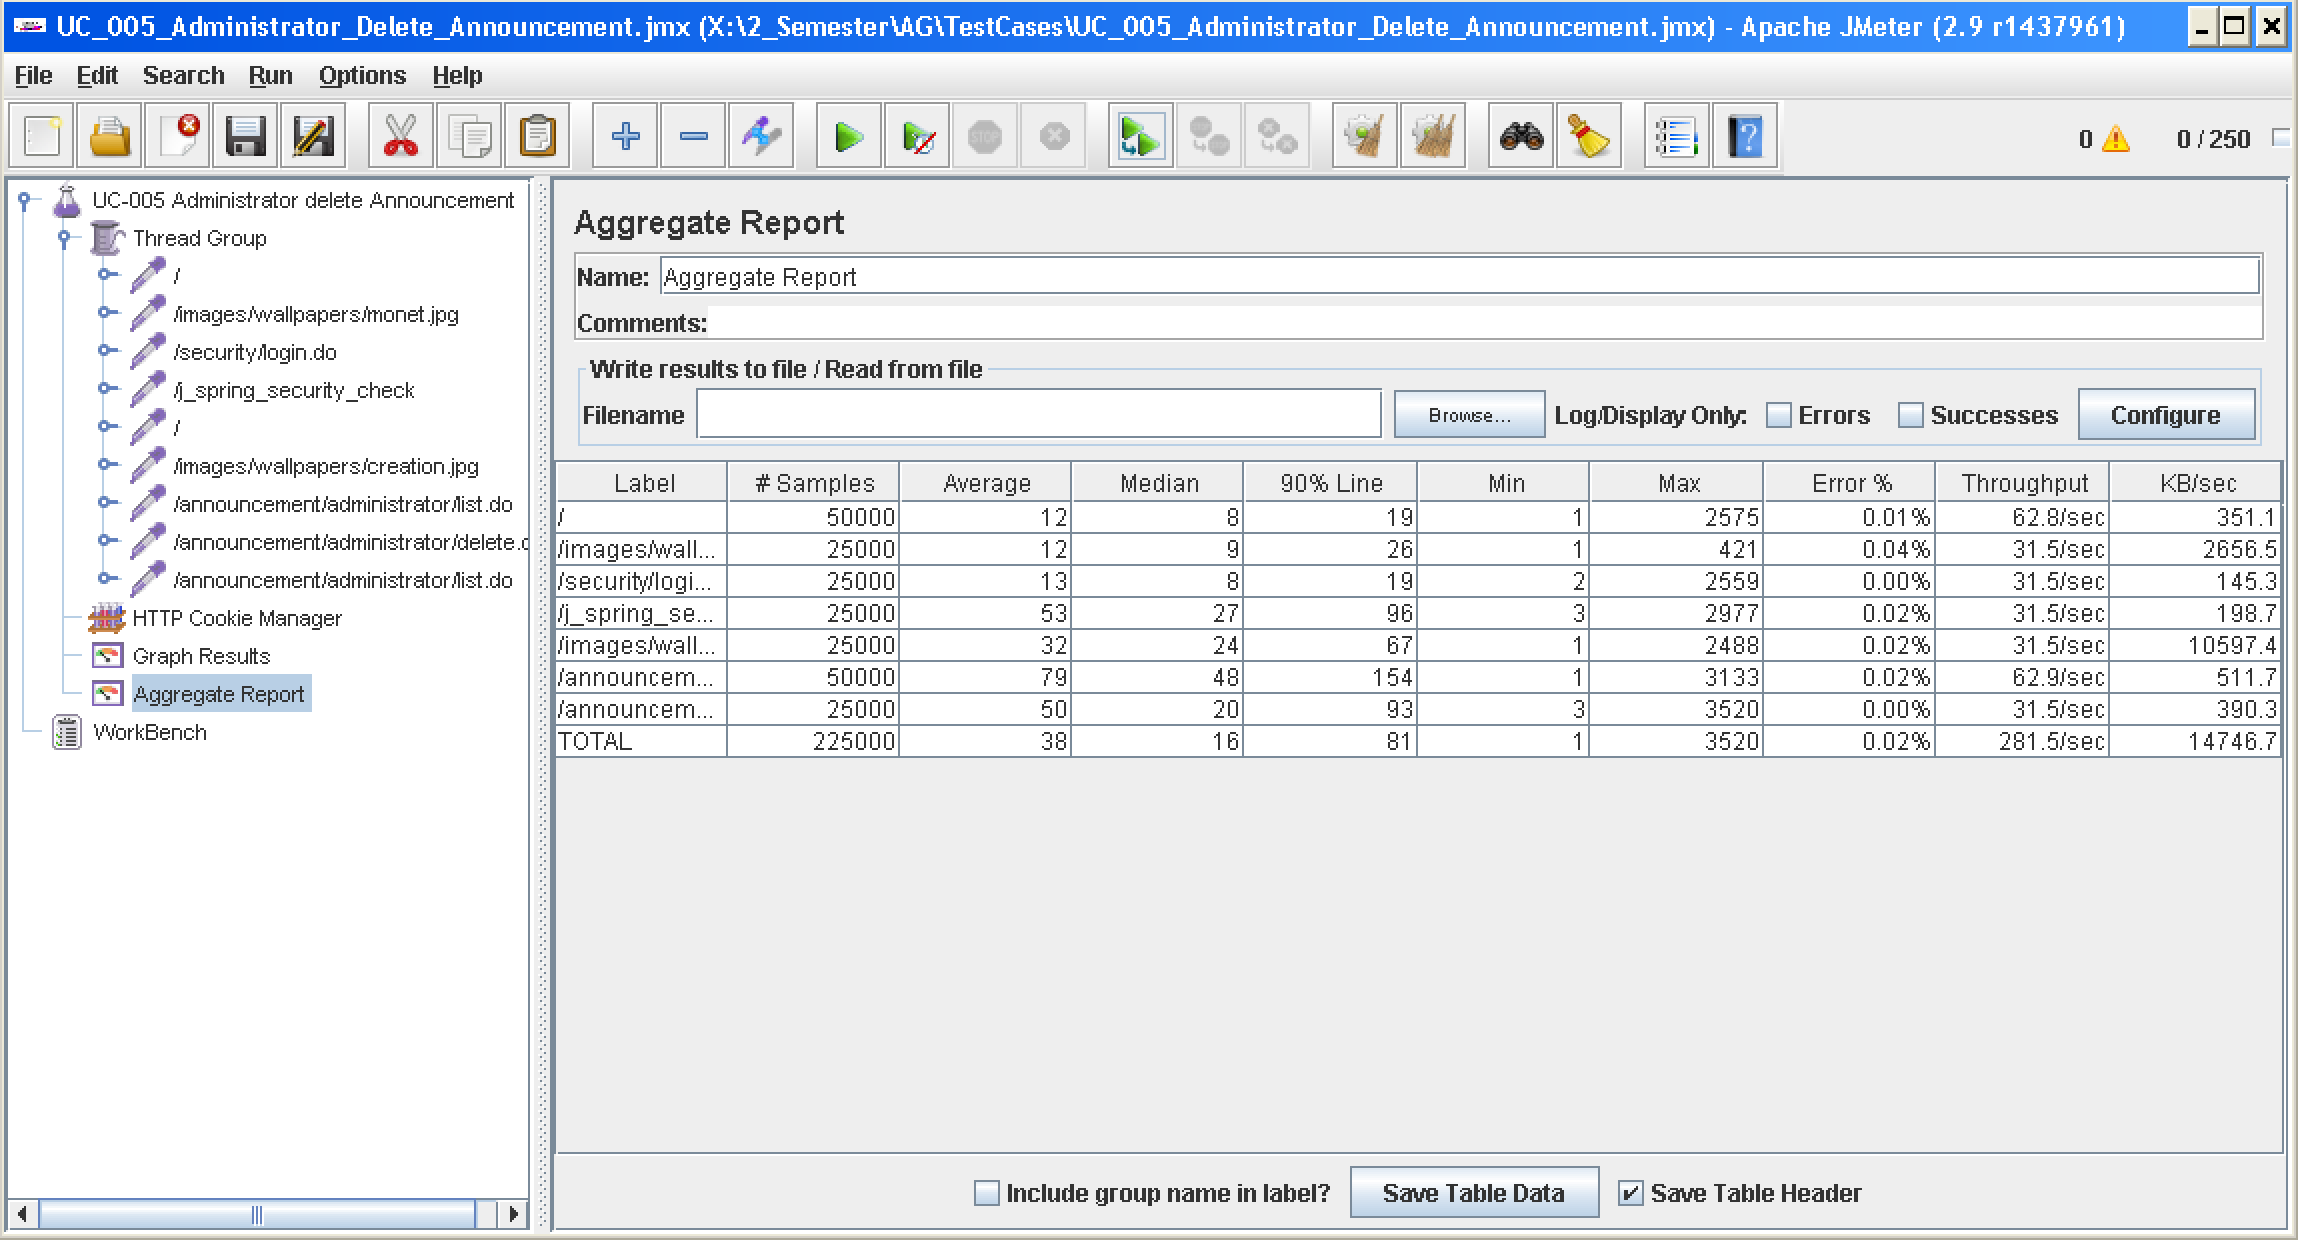 UC_005_Administrator_Delete_Announcement.jmx (X:\2_Semester\AG\TestCases\UC_005_Administrator_Delete_Announcement.jmx) - Apache JMeter (2.9 r1437961)
File Edit Search Run Options Help
STOP 0 0 / 250
UC-005 Administrator delete Announcement
Thread Group
/
/images/wallpapers/monet.jpg
/security/login.do
/j_spring_security_check
/
/images/wallpapers/creation.jpg
/announcement/administrator/list.do
/announcement/administrator/delete.d
/announcement/administrator/list.do
HTTP Cookie Manager
Graph Results
Aggregate Report
WorkBench
Aggregate Report
Name: Aggregate Report
Comments:
Write results to file / Read from file
Filename Browse... Log/Display Only: Errors Successes Configure
Label # Samples Average Median 90% Line Min Max Error % Throughput KB/sec
/ 50000 12 8 19 1 2575 0.01% 62.8/sec 351.1
/images/wall... 25000 12 9 26 1 421 0.04% 31.5/sec 2656.5
/security/logi... 25000 13 8 19 2 2559 0.00% 31.5/sec 145.3
/j_spring_se... 25000 53 27 96 3 2977 0.02% 31.5/sec 198.7
/images/wall... 25000 32 24 67 1 2488 0.02% 31.5/sec 10597.4
/announcem... 50000 79 48 154 1 3133 0.02% 62.9/sec 511.7
/announcem... 25000 50 20 93 3 3520 0.00% 31.5/sec 390.3
TOTAL 225000 38 16 81 1 3520 0.02% 281.5/sec 14746.7
Include group name in label? Save Table Data Save Table Header